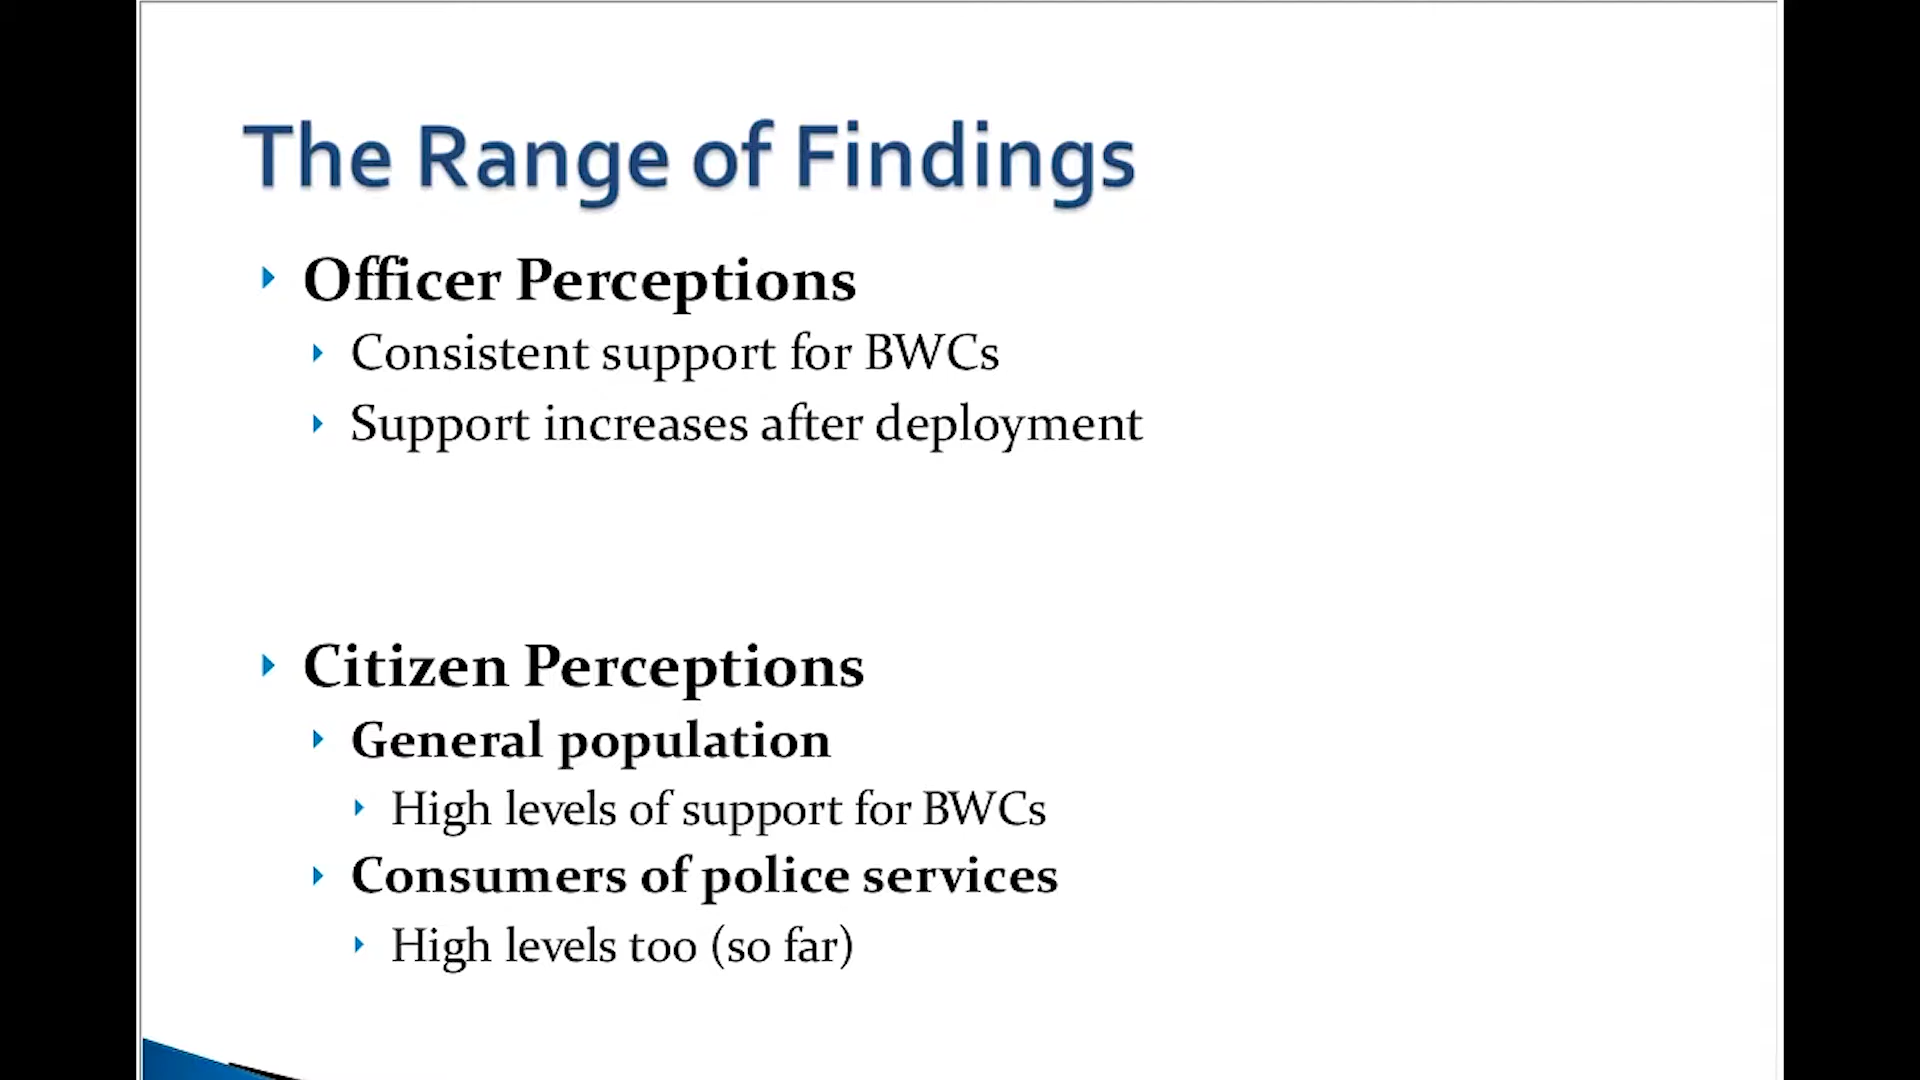 The Range of Findings
Officer Perceptions
Consistent support for BWCs
Support increases after deployment
Citizen Perceptions
General population
High levels of support for BWCs
Consumers of police services
High levels too (so far)